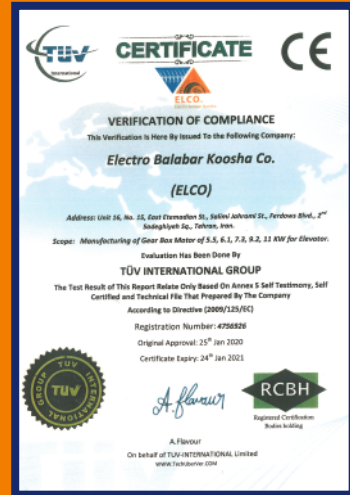 TÜV
International
CERTIFICATE
CE
ELCO.
VERIFICATION OF COMPLIANCE
This Verification Is Here By Issued To the Following Company:
Electro Balabar Koosha Co.
(ELCO)
Address: Unit 16, No. 15, East Etemadian St., Salimi Jahromi St., Ferdows Blvd., 2nd
Sadeghiyeh Sq., Tehran, Iran.
Scope: Manufacturing of Gear Box Motor of 5.5, 6.1, 7.3, 9.2, 11 KW for Elevator.
Evaluation Has Been Done By
TÜV INTERNATIONAL GROUP
The Test Result of This Report Relate Only Based On Annex 5 Self Testimony, Self
Certified and Technical File That Prepared By The Company
According to Directive (2009/125/EC)
Registration Number: 4756926
Original Approval: 25th Jan 2020
Certificate Expiry: 24th Jan 2021
TUV INTERNATIONAL GROUP
TUV
A. Flavour
RCBH
Registered Certification
Bodies holding
A.Flavour
On behalf of TUV-INTERNATIONAL Limited